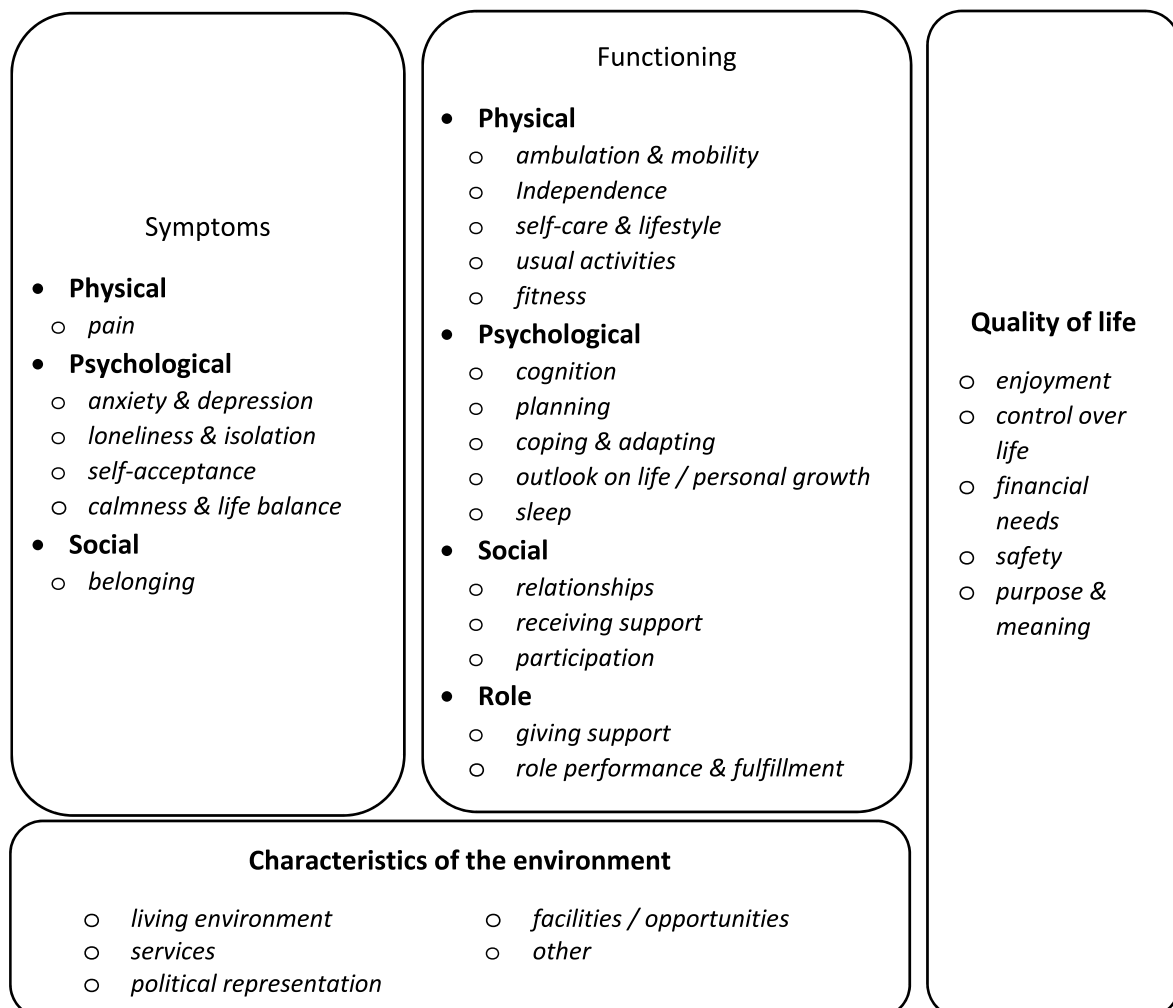 Symptoms
• Physical
o pain
• Psychological
o anxiety & depression
o loneliness & isolation
o self-acceptance
o calmness & life balance
• Social
o belonging
Functioning
• Physical
o ambulation & mobility
o Independence
o self-care & lifestyle
o usual activities
o fitness
• Psychological
o cognition
o planning
o coping & adapting
o outlook on life / personal growth
o sleep
• Social
o relationships
o receiving support
o participation
• Role
o giving support
o role performance & fulfillment
Quality of life
o enjoyment
o control over
life
o financial
needs
o safety
o purpose &
meaning
Characteristics of the environment
o living environment
o services
o political representation
o facilities / opportunities
o other